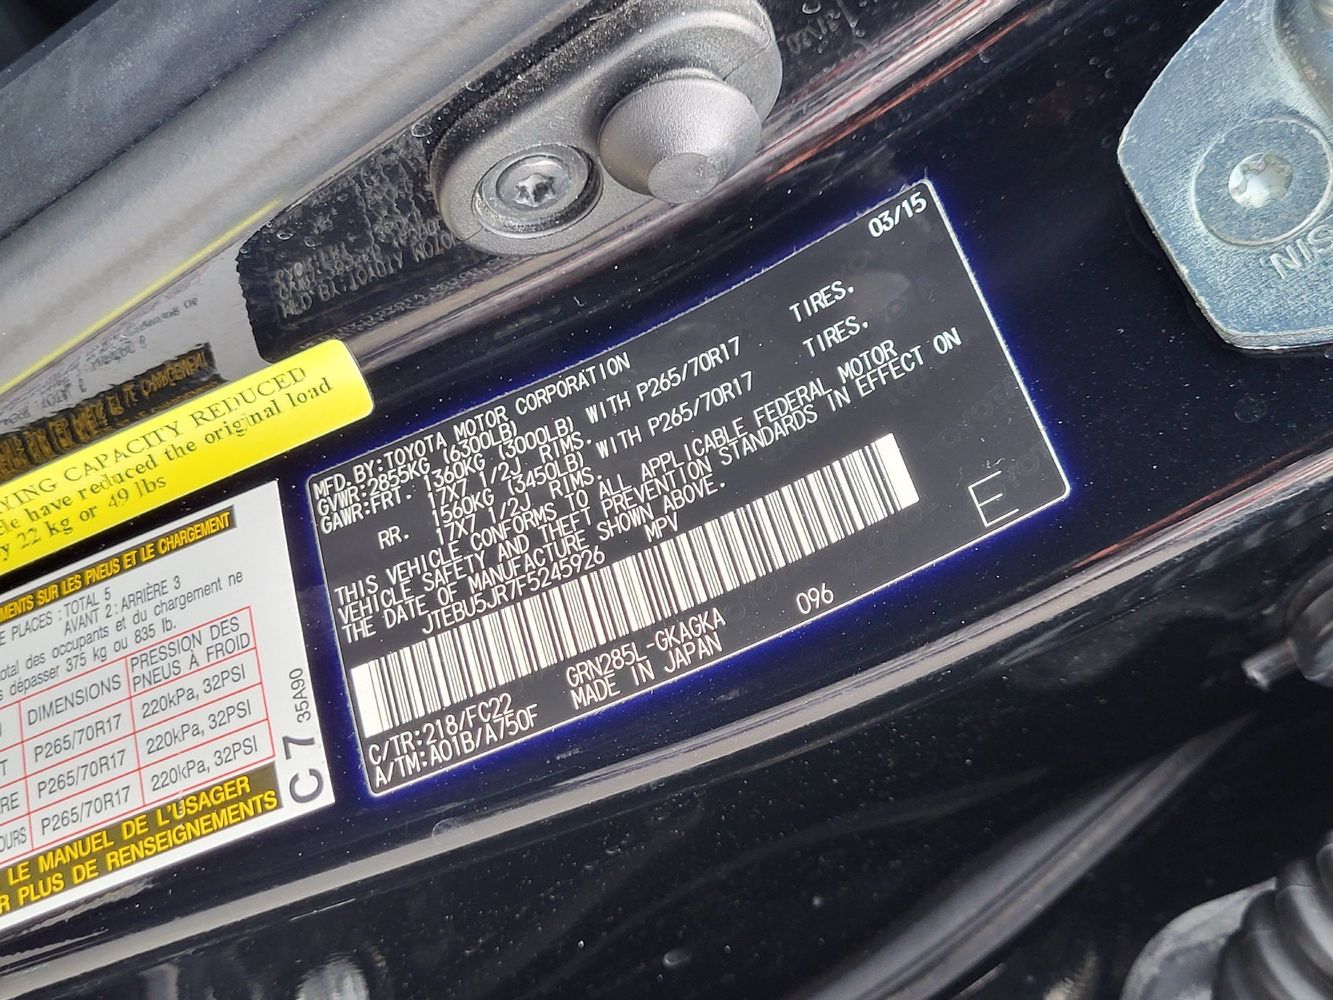 03/15
MFD.BY:TOYOTA MOTOR CORPORATION
GVWR:2855KG (6300LB)
GAWR:FRT. 1360KG (3000LB) WITH P265/70R17 TIRES.
17X7 1/2J RIMS.
RR. 1560KG (3450LB) WITH P265/70R17 TIRES.
17X7 1/2J RIMS.
THIS VEHICLE CONFORMS TO ALL APPLICABLE FEDERAL MOTOR
VEHICLE SAFETY AND THEFT PREVENTION STANDARDS IN EFFECT ON
THE DATE OF MANUFACTURE SHOWN ABOVE.
JTEBU5JR7F5245926 MPV
E
C/TR:218/FC22 GRN285L-GKAGKA 096
A/TM:A01B/A750F MADE IN JAPAN
CAPACITY REDUCED
have reduced the original load
22 kg or 49 lbs
SUR LES PNEUS ET LE CHARGEMENT
PLACES : TOTAL 5
AVANT 2 : ARRIÈRE 3
total des occupants et du chargement ne
dépasser 375 kg ou 835 lb.
DIMENSIONS PRESSION DES PNEUS À FROID
P265/70R17 220kPa, 32PSI
P265/70R17 220kPa, 32PSI
P265/70R17 220kPa, 32PSI
LE MANUEL DE L'USAGER
PLUS DE RENSEIGNEMENTS
C 7 35A90